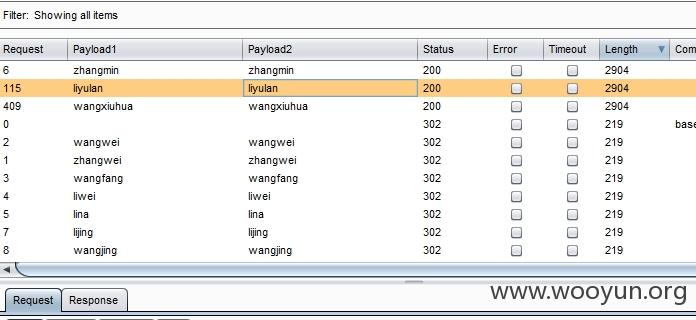 Filter: Showing all items
Request Payload1 Payload2 Status Error Timeout Length Com
6 zhangmin zhangmin 200 2904
115 liyulan liyulan 200 2904
409 wangxiuhua wangxiuhua 200 2904
0 302 219 base
2 wangwei wangwei 302 219
1 zhangwei zhangwei 302 219
3 wangfang wangfang 302 219
4 liwei liwei 302 219
5 lina lina 302 219
7 lijing lijing 302 219
8 wangjing wangjing 302 219
Request Response
www.wooyun.org